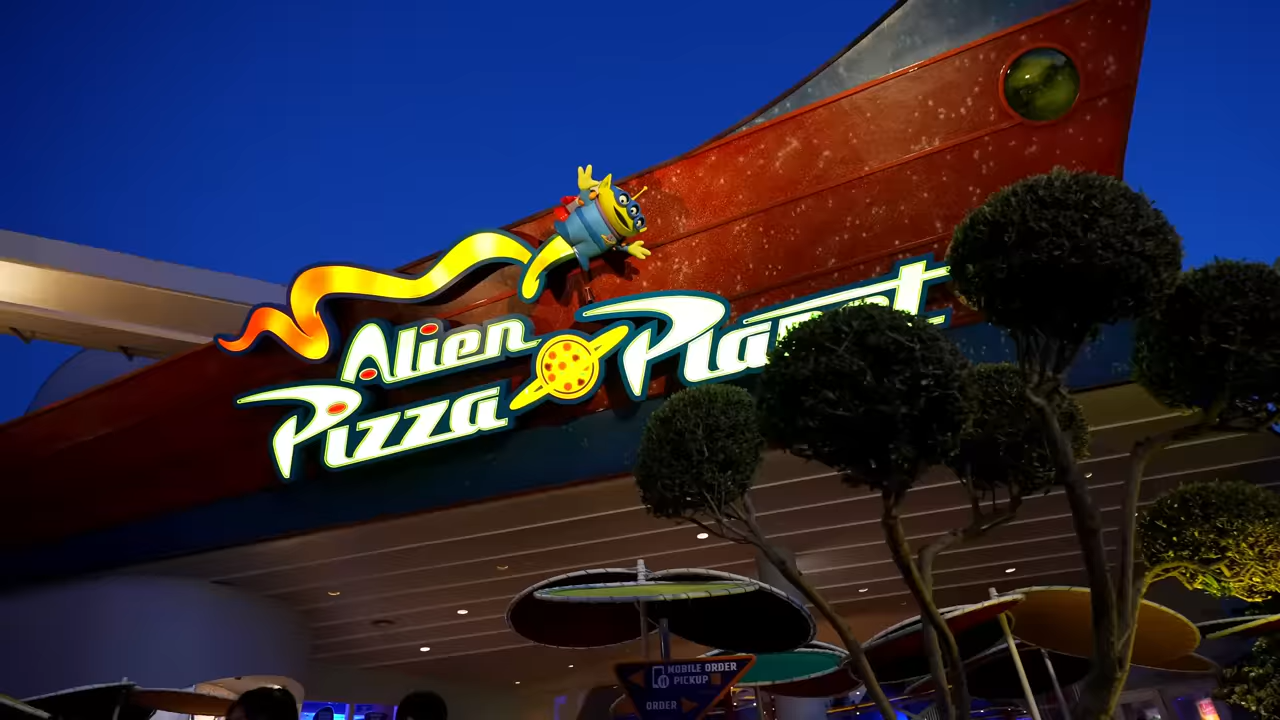 Alien
Pizza Planet
MOBILE ORDER
PICKUP
ORDER